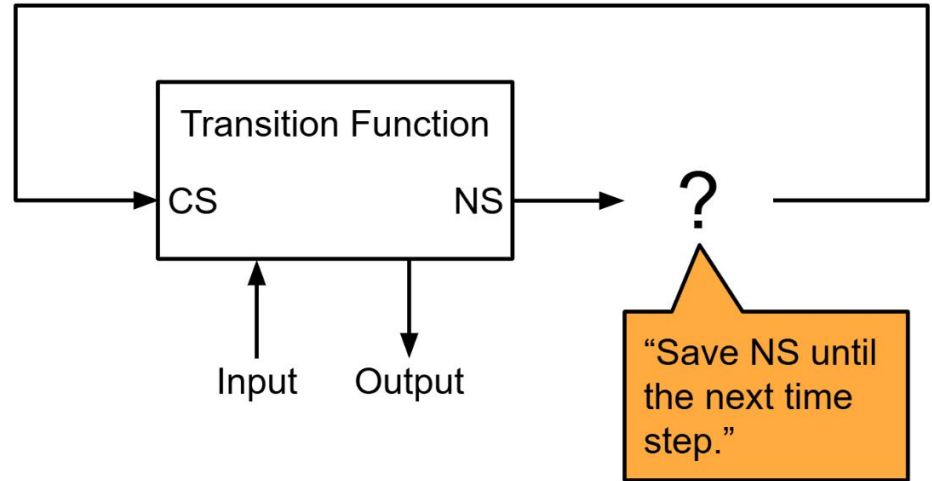 Transition Function
CS
NS
?
Input
Output
“Save NS until
the next time
step.”